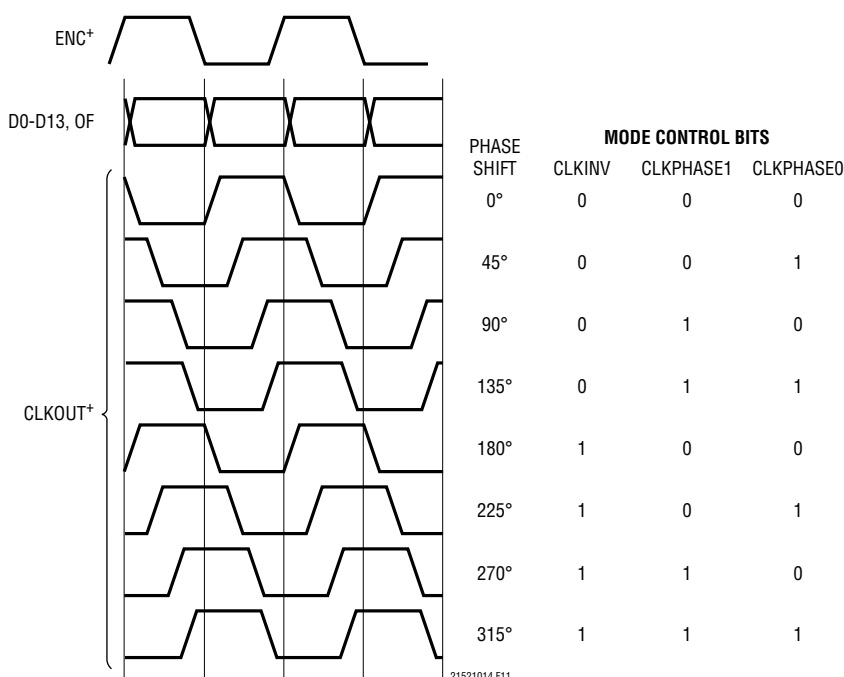 ENC+
D0-D13, OF
CLKOUT+
MODE CONTROL BITS
PHASE SHIFT CLKINV CLKPHASE1 CLKPHASE0
0° 0 0 0
45° 0 0 1
90° 0 1 0
135° 0 1 1
180° 1 0 0
225° 1 0 1
270° 1 1 0
315° 1 1 1
21521014 F11